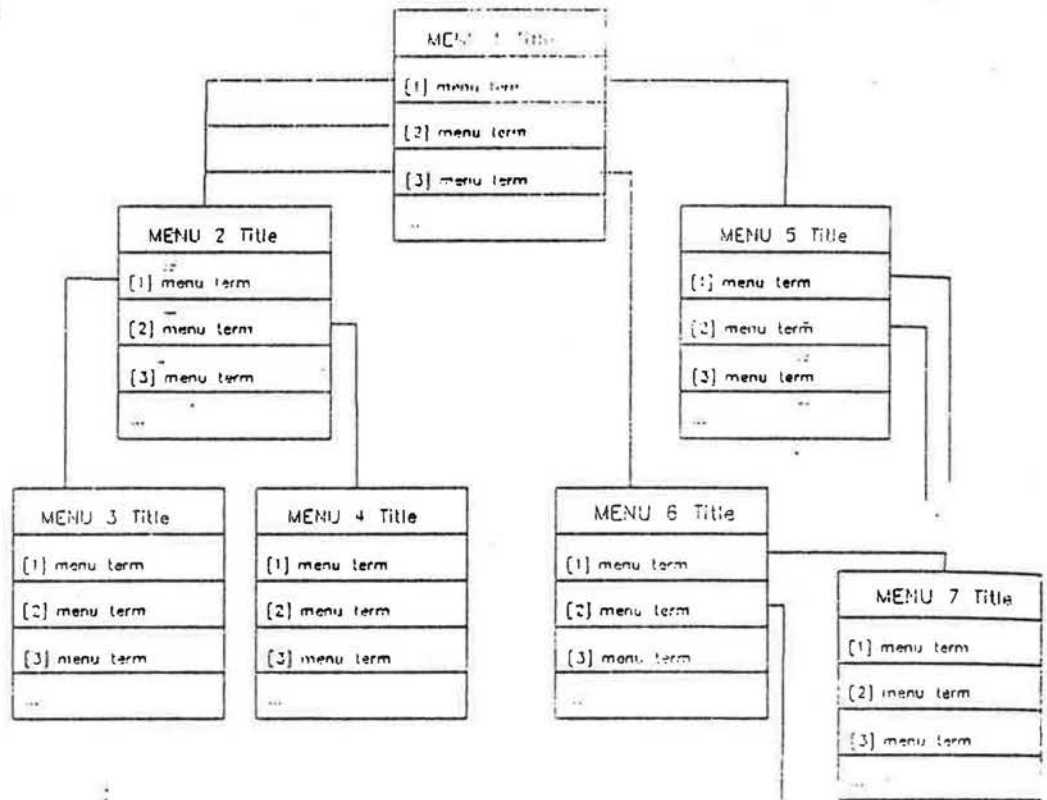 MENU 1 Title
[1] menu term
[2] menu term
[3] menu term
...
MENU 2 Title
[1] menu term
[2] menu term
[3] menu term
...
MENU 5 Title
[1] menu term
[2] menu term
[3] menu term
...
MENU 3 Title
[1] menu term
[2] menu term
[3] menu term
...
MENU 4 Title
[1] menu term
[2] menu term
[3] menu term
...
MENU 6 Title
[1] menu term
[2] menu term
[3] menu term
...
MENU 7 Title
[1] menu term
[2] menu term
[3] menu term
...